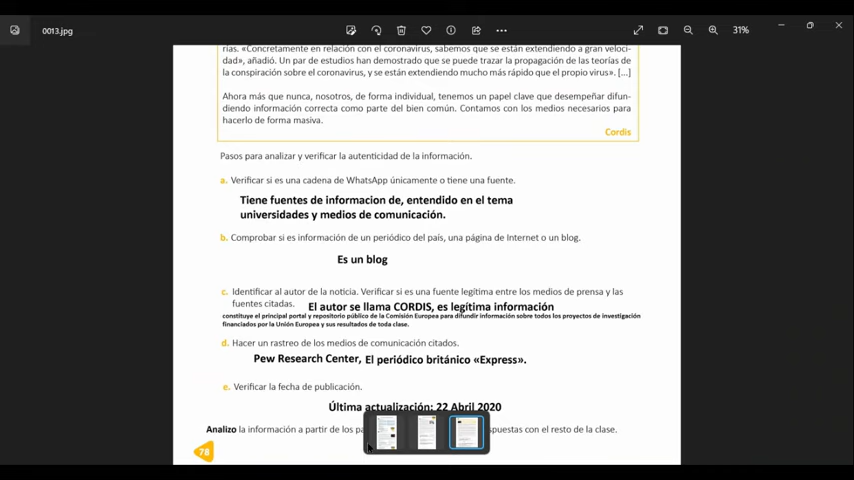 0013.jpg
31%
rías. «Concretamente en relación con el coronavirus, sabemos que se están extendiendo a gran veloci-
dad», añadió. Un par de estudios han demostrado que se puede trazar la propagación de las teorías de
la conspiración sobre el coronavirus, y se están extendiendo mucho más rápido que el propio virus». [...]
Ahora más que nunca, nosotros, de forma individual, tenemos un papel clave que desempeñar difun-
diendo información correcta como parte del bien común. Contamos con los medios necesarios para
hacerlo de forma masiva.
Cordis
Pasos para analizar y verificar la autenticidad de la información.
a. Verificar si es una cadena de WhatsApp únicamente o tiene una fuente.
Tiene fuentes de informacion de, entendido en el tema
universidades y medios de comunicación.
b. Comprobar si es información de un periódico del país, una página de Internet o un blog.
Es un blog
c. Identificar al autor de la noticia. Verificar si es una fuente legítima entre los medios de prensa y las
fuentes citadas. El autor se llama CORDIS, es legítima información
constituye el principal portal y repositorio público de la Comisión Europea para difundir información sobre todos los proyectos de investigación
financiados por la Unión Europea y sus resultados de toda clase.
d. Hacer un rastreo de los medios de comunicación citados.
Pew Research Center, El periódico británico «Express».
e. Verificar la fecha de publicación.
Última actualización: 22 Abril 2020
Analizo la información a partir de los pa spuestas con el resto de la clase.
78